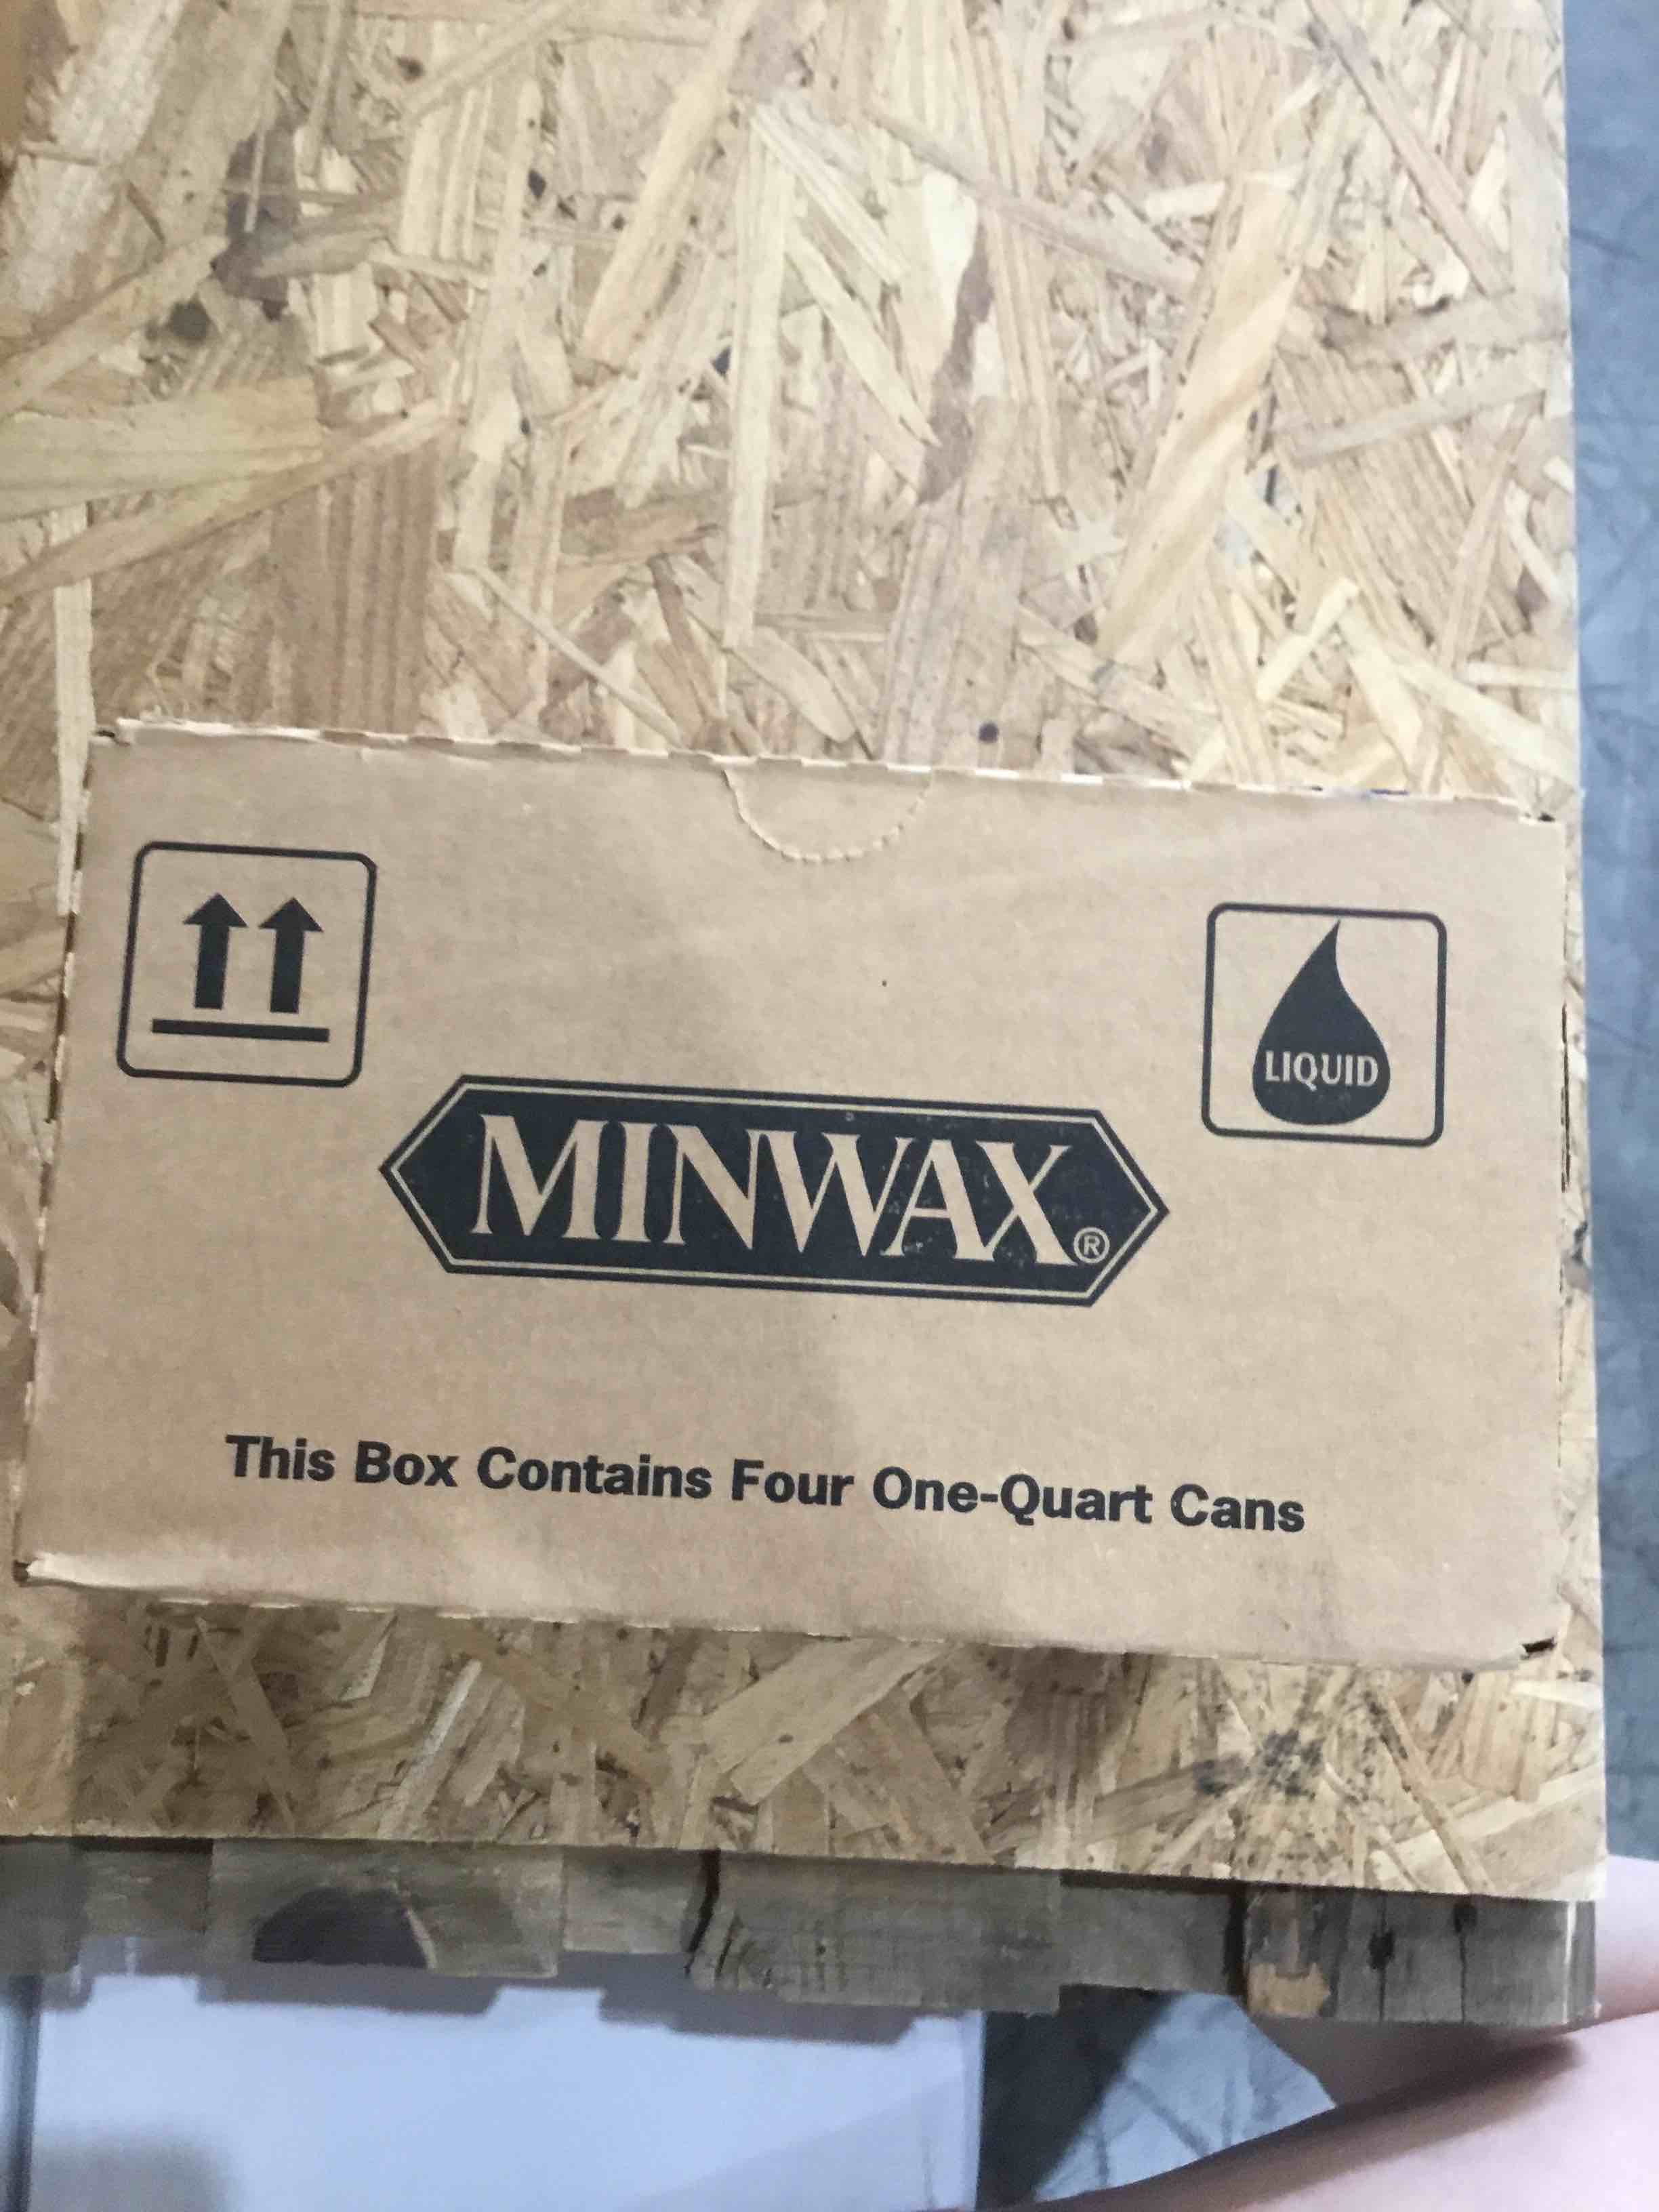 LIQUID
MINWAX®
This Box Contains Four One-Quart Cans